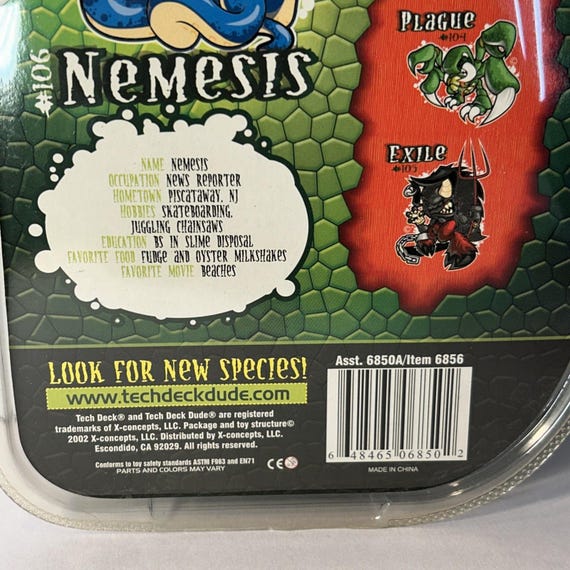 #106
NEMESIS
PLAGUE
#104
EXILE
#105
NAME NEMESIS
OCCUPATION NEWS REPORTER
HOMETOWN PISCATAWAY, NJ
HOBBIES SKATEBOARDING,
JUGGLING CHAINSAWS
EDUCATION BS IN SLIME DISPOSAL
FAVORITE FOOD FUDGE AND OYSTER MILKSHAKES
FAVORITE MOVIE BEACHES
LOOK FOR NEW SPECIES!
www.techdeckdude.com
Tech Deck® and Tech Deck Dude® are registered
trademarks of X-concepts, LLC. Package and toy structure©
2002 X-concepts, LLC. Distributed by X-concepts, LLC.
Escondido, CA 92029. All rights reserved.
Conforms to toy safety standards ASTM F963 and EN71
PARTS AND COLORS MAY VARY
CE
Asst. 6850A/Item 6856
6 48465 06850 2
MADE IN CHINA